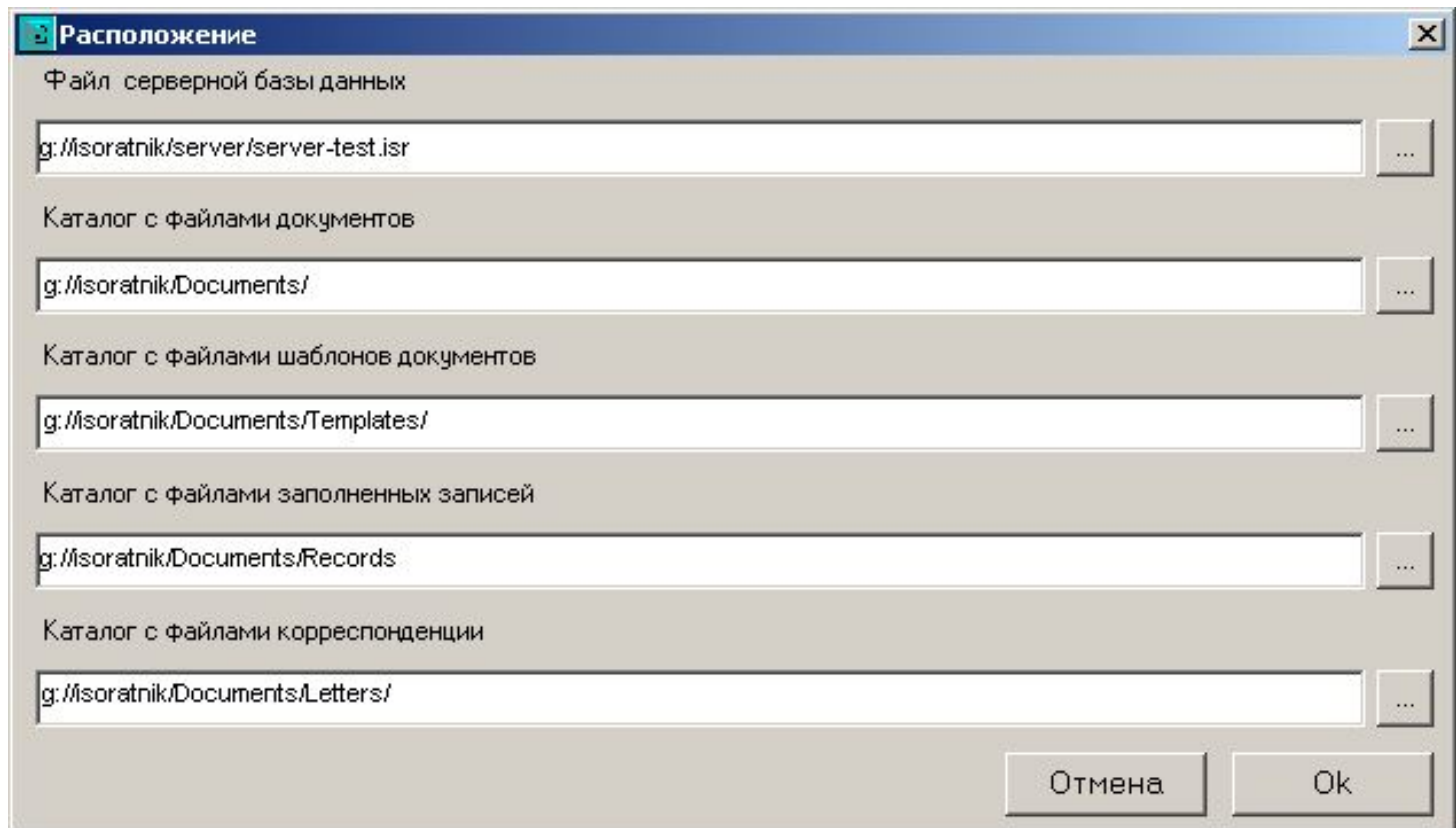 Расположение
Файл серверной базы данных
g://isoratnik/server/server-test.isr
...
Каталог с файлами документов
g://isoratnik/Documents/
...
Каталог с файлами шаблонов документов
g://isoratnik/Documents/Templates/
...
Каталог с файлами заполненных записей
g://isoratnik/Documents/Records
...
Каталог с файлами корреспонденции
g://isoratnik/Documents/Letters/
...
Отмена Ok